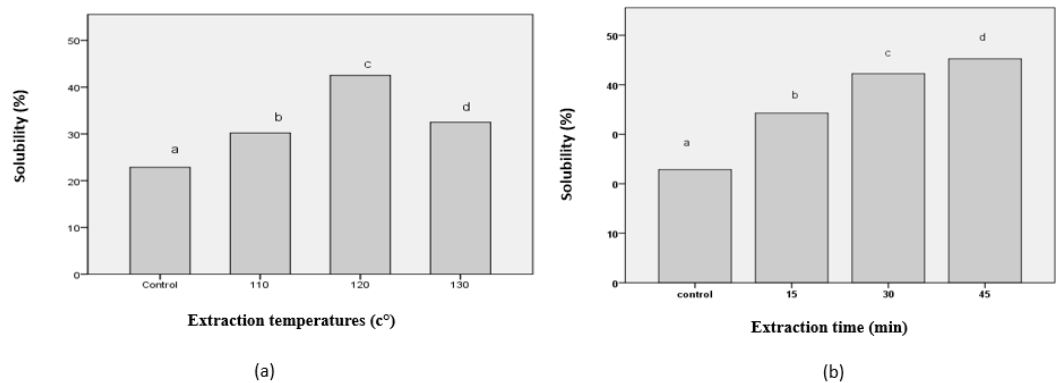 Solubility (%)
50
40
30
20
10
0
a
b
c
d
Control
110
120
130
Extraction temperatures (c°)
(a)
Solubility (%)
50
40
0
0
10
0
a
b
c
d
control
15
30
45
Extraction time (min)
(b)